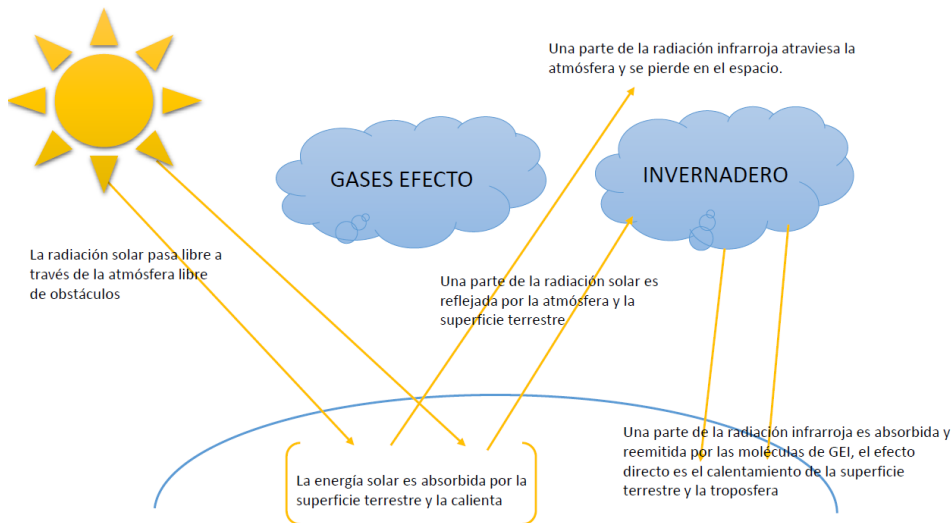 Una parte de la radiación infrarroja atraviesa la
atmósfera y se pierde en el espacio.
GASES EFECTO
INVERNADERO
La radiación solar pasa libre a
través de la atmósfera libre
de obstáculos
Una parte de la radiación solar es
reflejada por la atmósfera y la
superficie terrestre
Una parte de la radiación infrarroja es absorbida y
reemitida por las moléculas de GEI, el efecto
directo es el calentamiento de la superficie
terrestre y la troposfera
La energía solar es absorbida por la
superficie terrestre y la calienta